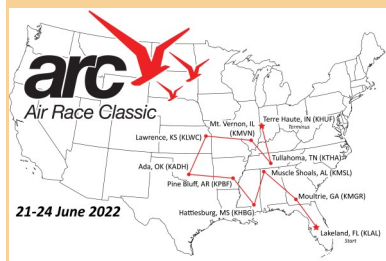 arc
Air Race Classic
Mt. Vernon, IL
(KMVN)
Terre Haute, IN (KHUF)
Terminus
Lawrence, KS (KLWC)
Tullahoma, TN (KTHA)
Ada, OK (KADH)
Muscle Shoals, AL (KMSL)
Pine Bluff, AR (KPBF)
Moultrie, GA (KMGR)
21-24 June 2022
Hattiesburg, MS (KHBG)
Lakeland, FL (KLAL)
Start